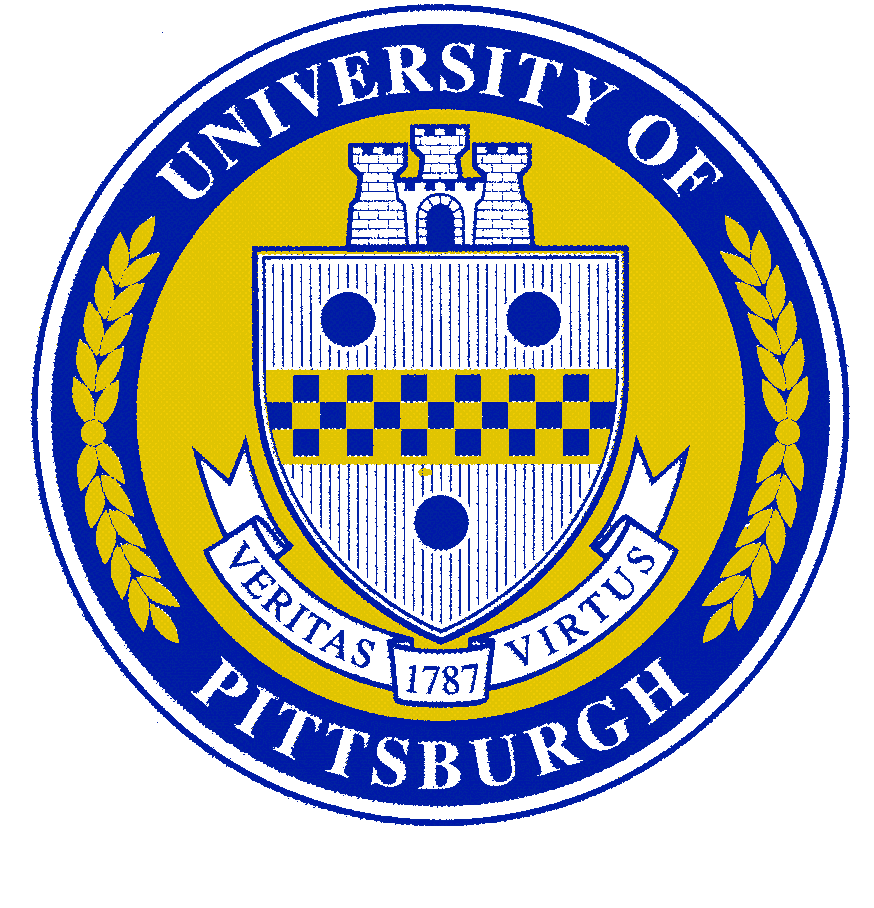 UNIVERSITY OF
VERITAS
1787
VIRTUS
PITTSBURGH